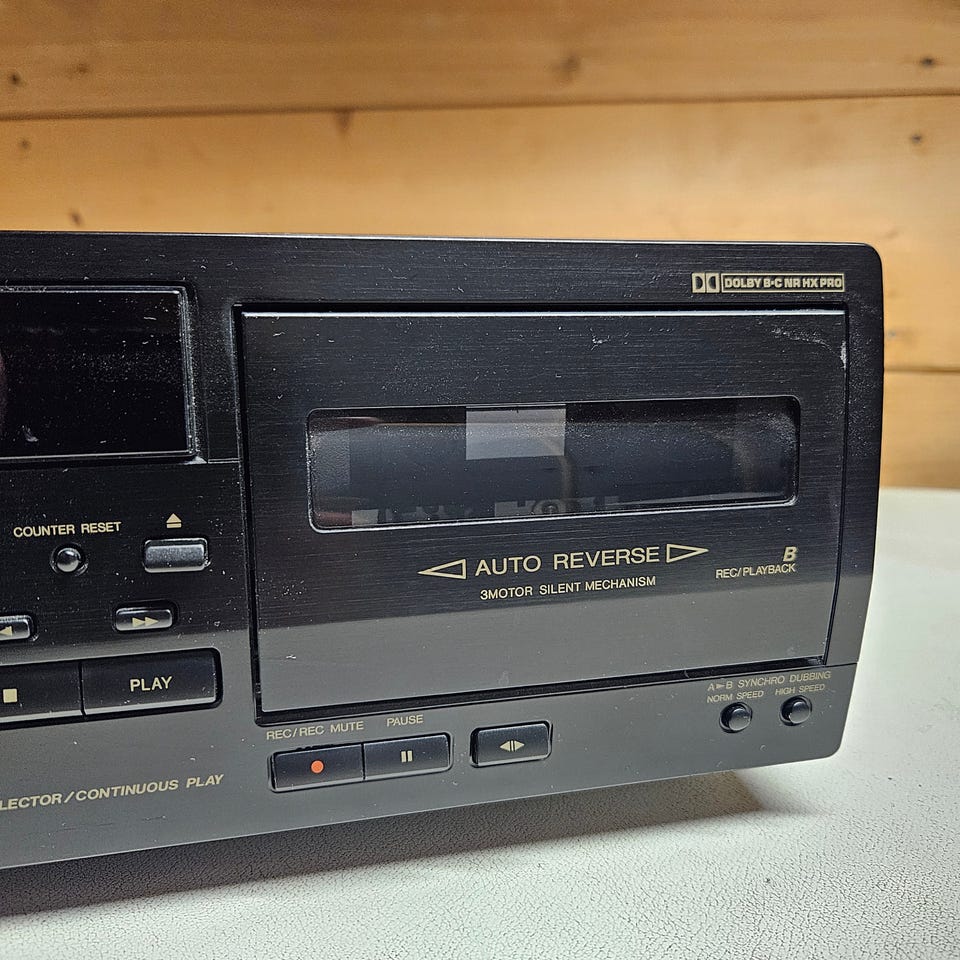 DOLBY B·C NR HX PRO
COUNTER RESET
AUTO REVERSE
3MOTOR SILENT MECHANISM
B
REC/PLAYBACK
PLAY
A►B SYNCHRO DUBBING
NORM SPEED HIGH SPEED
REC/REC MUTE PAUSE
LECTOR/CONTINUOUS PLAY